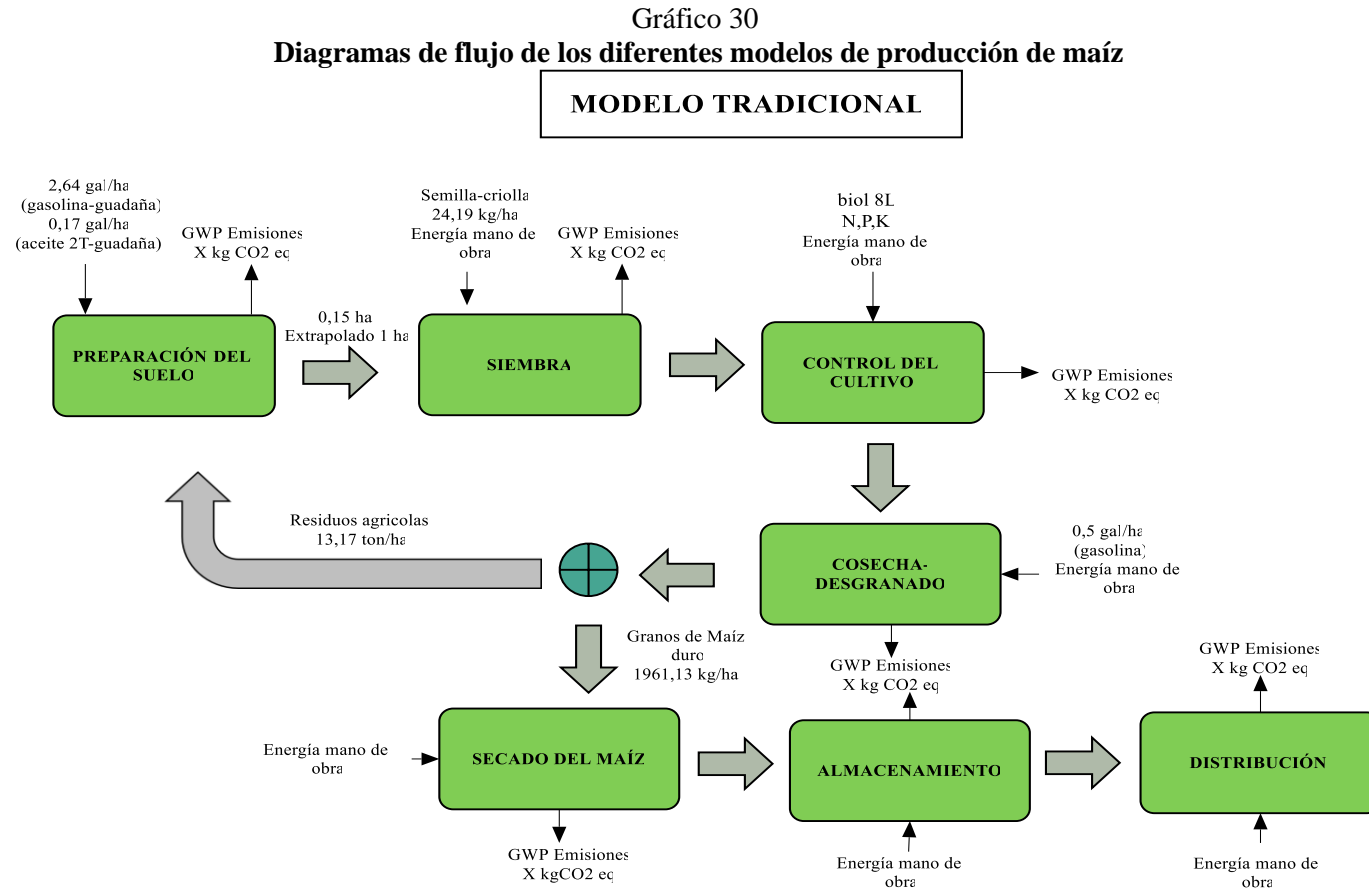 Gráfico 30
Diagramas de flujo de los diferentes modelos de producción de maíz
MODELO TRADICIONAL
2,64 gal/ha
(gasolina-guadaña)
0,17 gal/ha
(aceite 2T-guadaña)
GWP Emisiones
X kg CO2 eq
Semilla-criolla
24,19 kg/ha
Energía mano de
obra
GWP Emisiones
X kg CO2 eq
biol 8L
N,P,K
Energía mano de
obra
PREPARACIÓN DEL
SUELO
0,15 ha
Extrapolado 1 ha
SIEMBRA
CONTROL DEL
CULTIVO
GWP Emisiones
X kg CO2 eq
Residuos agricolas
13,17 ton/ha
COSECHA-
DESGRANADO
0,5 gal/ha
(gasolina)
Energía mano de
obra
Granos de Maíz
duro
1961,13 kg/ha
GWP Emisiones
X kg CO2 eq
GWP Emisiones
X kg CO2 eq
Energía mano de
obra
SECADO DEL MAÍZ
ALMACENAMIENTO
DISTRIBUCIÓN
GWP Emisiones
X kgCO2 eq
Energía mano de
obra
Energía mano de
obra